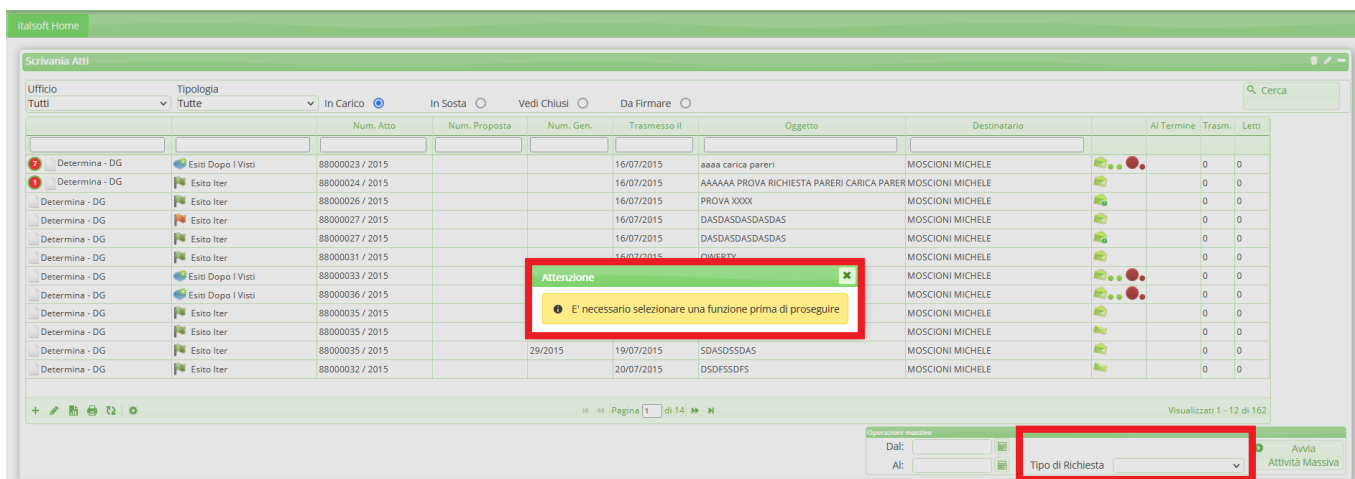 italsoft Home
Scrivania Atti
Ufficio Tipologia
Tutti Tutte In Carico In Sosta Vedi Chiusi Da Firmare Cerca
Num. Atto Num. Proposta Num. Gen. Trasmesso il Oggetto Destinatario Al Termine Trasm. Letti
7 Determina - DG Esiti Dopo I Visti 88000023 / 2015 16/07/2015 aaaa carica pareri MOSCIONI MICHELE 0 0
1 Determina - DG Esito Iter 88000024 / 2015 16/07/2015 AAAAAA PROVA RICHIESTA PARERI CARICA PARER MOSCIONI MICHELE 0 0
Determina - DG Esito Iter 88000026 / 2015 16/07/2015 PROVA XXXX MOSCIONI MICHELE 0 0
Determina - DG Esito Iter 88000027 / 2015 16/07/2015 DASDASDASDASDAS MOSCIONI MICHELE 0 0
Determina - DG Esito Iter 88000027 / 2015 16/07/2015 DASDASDASDASDAS MOSCIONI MICHELE 0 0
Determina - DG Esito Iter 88000031 / 2015 16/07/2015 QWERTY MOSCIONI MICHELE 0 0
Determina - DG Esiti Dopo I Visti 88000033 / 2015 MOSCIONI MICHELE 0 0
Attenzione
Determina - DG Esiti Dopo I Visti 88000036 / 2015 MOSCIONI MICHELE 0 0
E' necessario selezionare una funzione prima di proseguire
Determina - DG Esito Iter 88000035 / 2015 MOSCIONI MICHELE 0 0
Determina - DG Esito Iter 88000035 / 2015 MOSCIONI MICHELE 0 0
Determina - DG Esito Iter 88000035 / 2015 29/2015 19/07/2015 SDASDSSDAS MOSCIONI MICHELE 0 0
Determina - DG Esito Iter 88000032 / 2015 20/07/2015 DSDFSSDFS MOSCIONI MICHELE 0 0
Pagina 1 di 14 Visualizzati 1 - 12 di 162
Operazioni massive
Dal:
Al: Tipo di Richiesta
Avvia
Attività Massiva